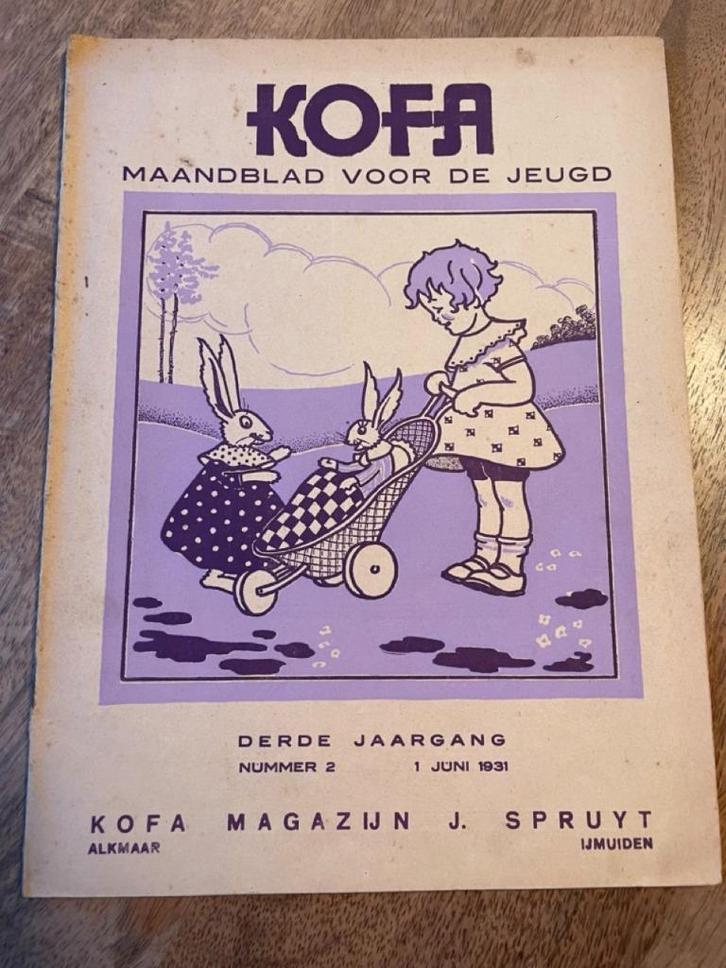 KOFA
MAANDBLAD VOOR DE JEUGD
DERDE JAARGANG
NUMMER 2 1 JUNI 1931
KOFA MAGAZIJN J. SPRUYT
ALKMAAR IJMUIDEN